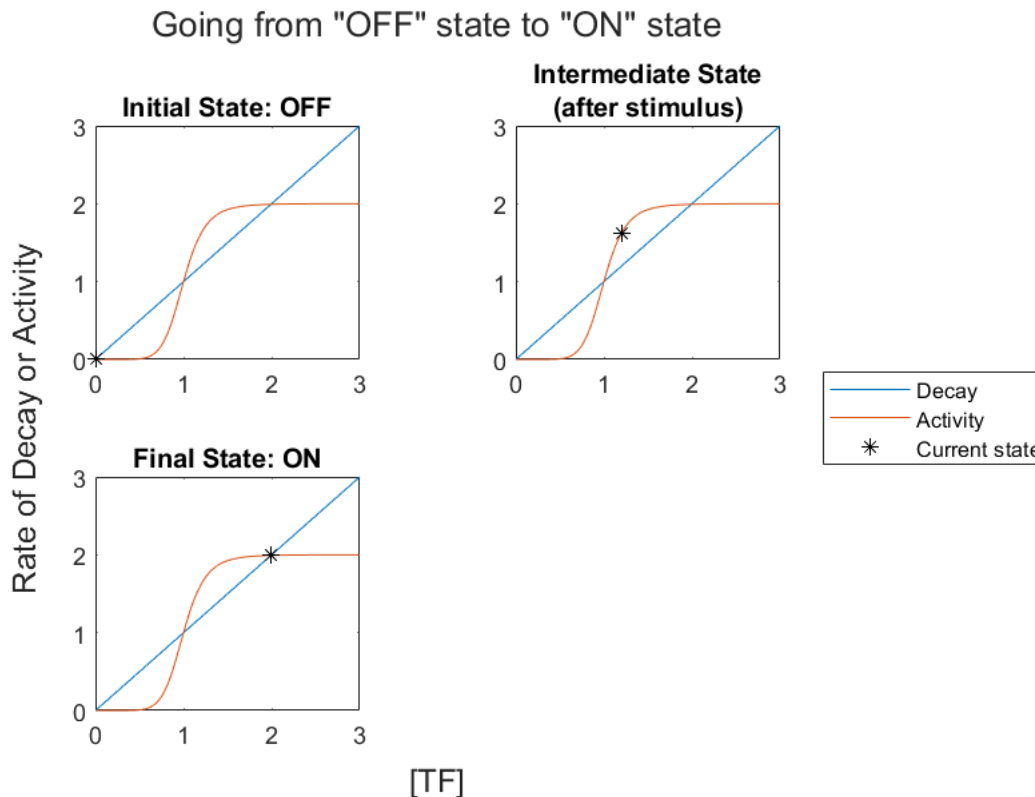 Going from "OFF" state to "ON" state
Initial State: OFF
3
2
1
0
0 1 2 3
Intermediate State
(after stimulus)
3
2
1
0
0 1 2 3
Rate of Decay or Activity
Decay
Activity
Current state
Final State: ON
3
2
1
0
0 1 2 3
[TF]